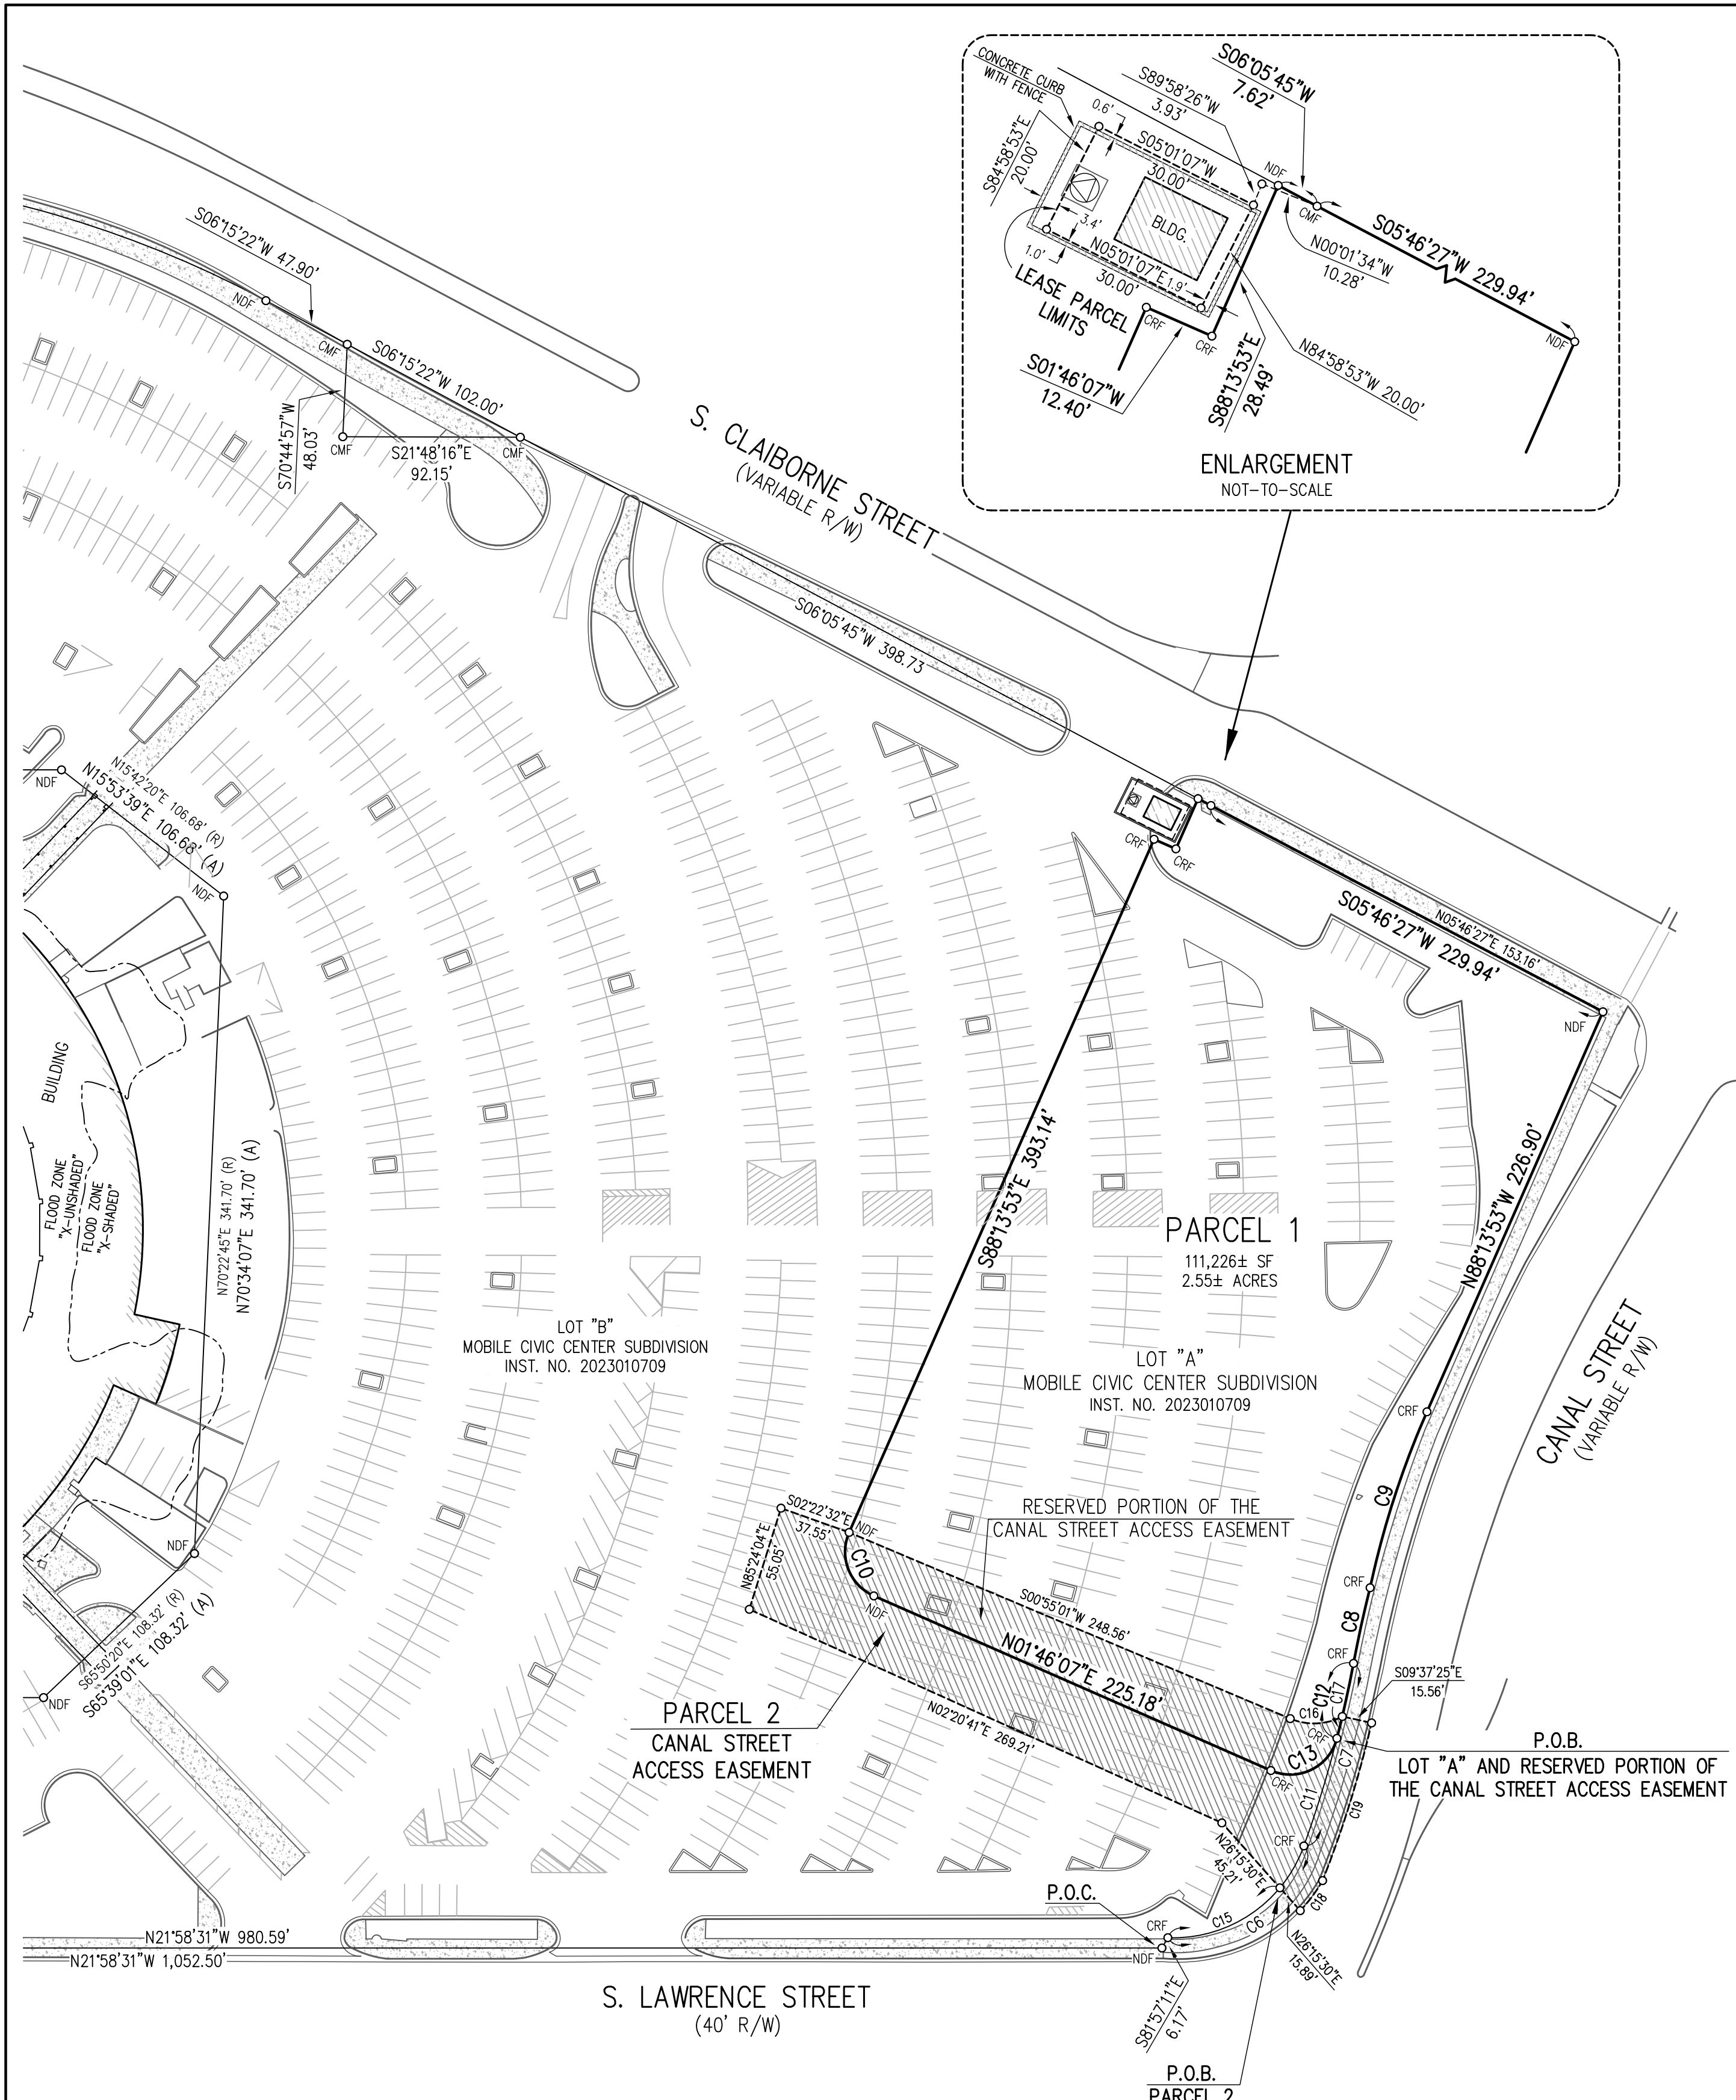 CONCRETE CURB
WITH FENCE
0.6'
S89°58'26"W
3.93'
S06°05'45"W
7.62'
S84°58'53"E
20.00'
S05°01'07"W
30.00'
NDF
CMF
BLDG.
3.4'
1.0'
N05°01'07"E
30.00'
1.9'
LEASE PARCEL
LIMITS
CRF
CRF
N00°01'34"W
10.28'
S05°46'27"W 229.94'
NDF
S01°46'07"W
12.40'
S88°13'53"E
28.49'
N84°58'53"W 20.00'
ENLARGEMENT
NOT-TO-SCALE
S06°15'22"W 47.90'
NDF
CMF
S06°15'22"W 102.00'
S70°44'57"W
48.03'
CMF
S21°48'16"E
92.15'
CMF
S. CLAIBORNE STREET
(VARIABLE R/W)
S06°05'45"W 398.73
NDF
N15°42'20"E 106.68' (R)
N15°53'39"E 106.68' (A)
NDF
CRF
CRF
N05°46'27"E 153.16'
S05°46'27"W 229.94'
NDF
BUILDING
FLOOD ZONE
"X-UNSHADED"
FLOOD ZONE
"X-SHADED"
N70°22'45"E 341.70' (R)
N70°34'07"E 341.70' (A)
S88°13'53"E 393.14'
PARCEL 1
111,226± SF
2.55± ACRES
N88°13'53"W 226.90'
LOT "B"
MOBILE CIVIC CENTER SUBDIVISION
INST. NO. 2023010709
LOT "A"
MOBILE CIVIC CENTER SUBDIVISION
INST. NO. 2023010709
CANAL STREET
(VARIABLE R/W)
CRF
C9
RESERVED PORTION OF THE
CANAL STREET ACCESS EASEMENT
S02°22'32"E
37.55'
NDF
N85°24'04"E
55.05'
C10
NDF
NDF
S65°50'20"E 108.32' (R)
S65°39'01"E 108.32' (A)
NDF
S00°55'01"W 248.56'
N01°46'07"E 225.18'
CRF
C8
CRF
S09°37'25"E
15.56'
C12
C17
C16
CRF
C7
C13
CRF
PARCEL 2
CANAL STREET
ACCESS EASEMENT
N02°20'41"E 269.21'
P.O.B.
LOT "A" AND RESERVED PORTION OF
THE CANAL STREET ACCESS EASEMENT
C11
C19
CRF
N26°15'30"E
45.21'
P.O.C.
CRF
C15
C6
C18
NDF
N26°15'30"E
15.89'
N21°58'31"W 980.59'
N21°58'31"W 1,052.50'
S. LAWRENCE STREET
(40' R/W)
S81°57'11"E
6.17'
P.O.B.
PARCEL 2